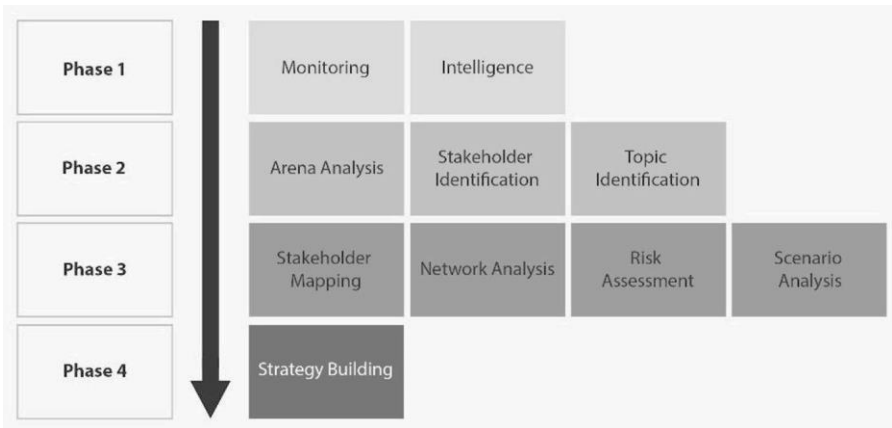 Phase 1
Monitoring
Intelligence
Phase 2
Arena Analysis
Stakeholder
Identification
Topic
Identification
Phase 3
Stakeholder
Mapping
Network Analysis
Risk
Assessment
Scenario
Analysis
Phase 4
Strategy Building